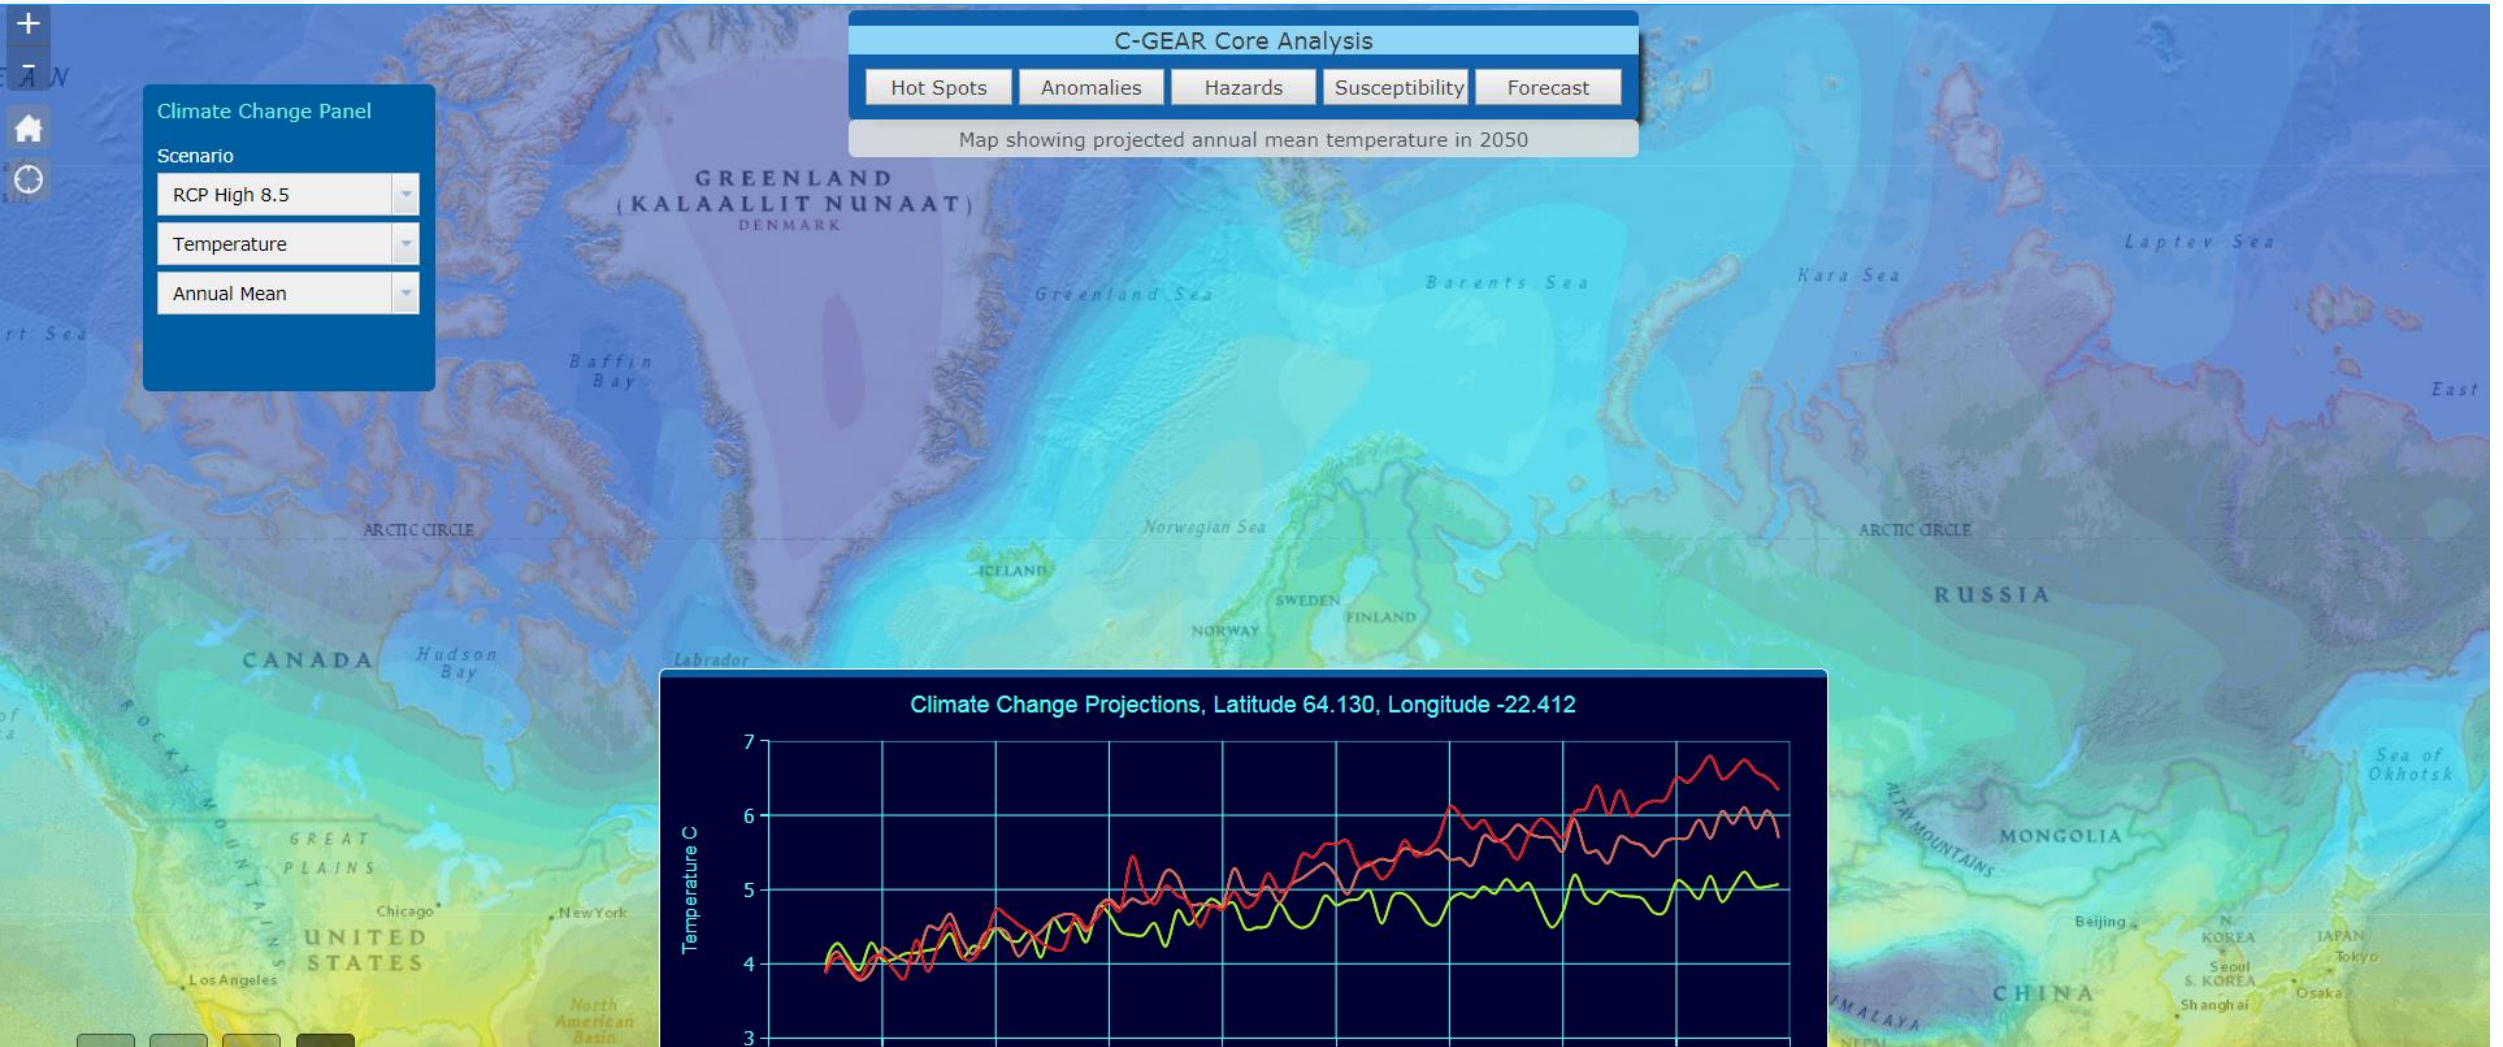 +
-
E A N
C-GEAR Core Analysis
Hot Spots
Anomalies
Hazards
Susceptibility
Forecast
Map showing projected annual mean temperature in 2050
Climate Change Panel
Scenario
RCP High 8.5
Temperature
Annual Mean
GREENLAND
(KALAALLIT NUNAAT)
DENMARK
Laptev Sea
Kara Sea
Barents Sea
Greenland Sea
rt Sea
Baffin
Bay
East
ARCTIC CIRCLE
Norwegian Sea
ARCTIC CIRCLE
ICELAND
RUSSIA
SWEDEN
FINLAND
NORWAY
CANADA
Hudson
Bay
Labrador
of
ROCKY MOUNTAINS
Climate Change Projections, Latitude 64.130, Longitude -22.412
7
6
5
4
3
Temperature C
Sea of
Okhotsk
GREAT
PLAINS
ALTAY MOUNTAINS
MONGOLIA
Chicago
New York
UNITED
STATES
Los Angeles
North
American
Basin
Beijing
N.
KOREA
Seoul
S. KOREA
JAPAN
Tokyo
Osaka
CHINA
Shanghai
IMALAYA
NEPAL